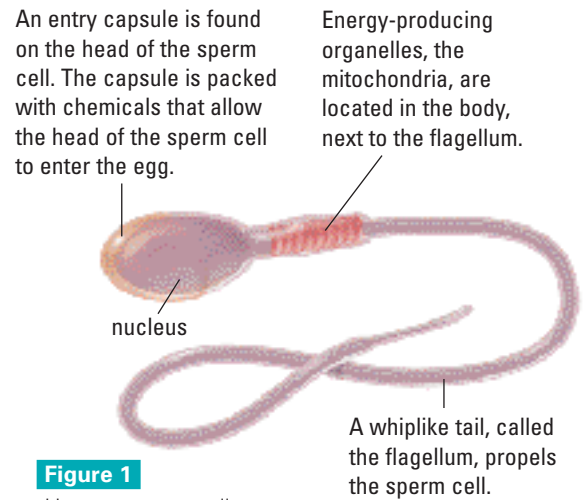 An entry capsule is found
on the head of the sperm
cell. The capsule is packed
with chemicals that allow
the head of the sperm cell
to enter the egg.
Energy-producing
organelles, the
mitochondria, are
located in the body,
next to the flagellum.
nucleus
A whiplike tail, called
the flagellum, propels
the sperm cell.
Figure 1